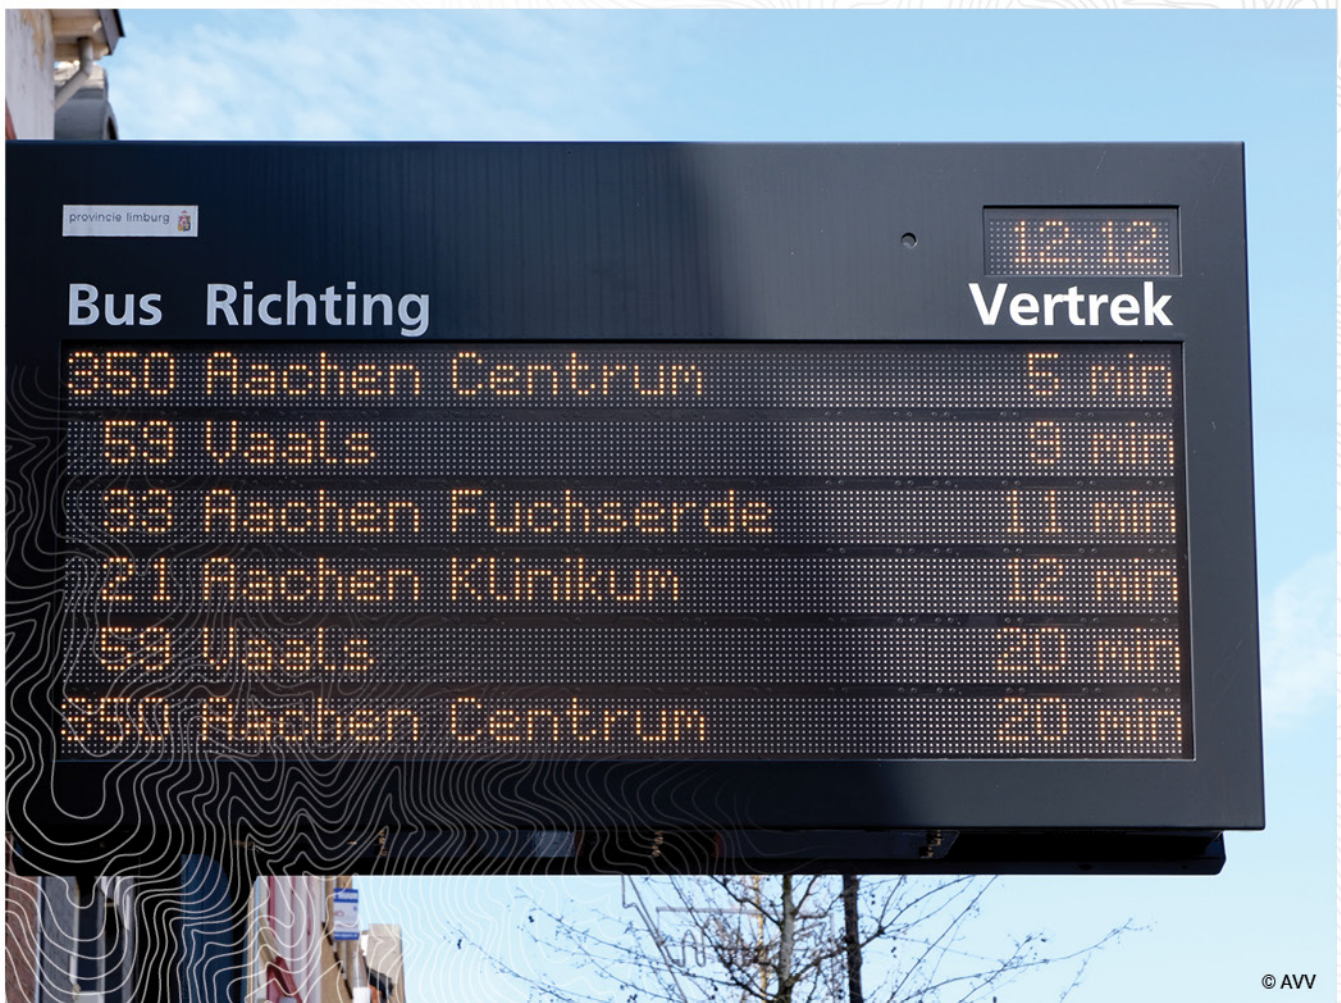 provincie limburg
12:12
Bus Richting Vertrek
350 Aachen Centrum 5 min
59 Vaals 9 min
33 Aachen Fuchserde 11 min
21 Aachen Klinikum 12 min
59 Vaals 20 min
350 Aachen Centrum 20 min
© AVV